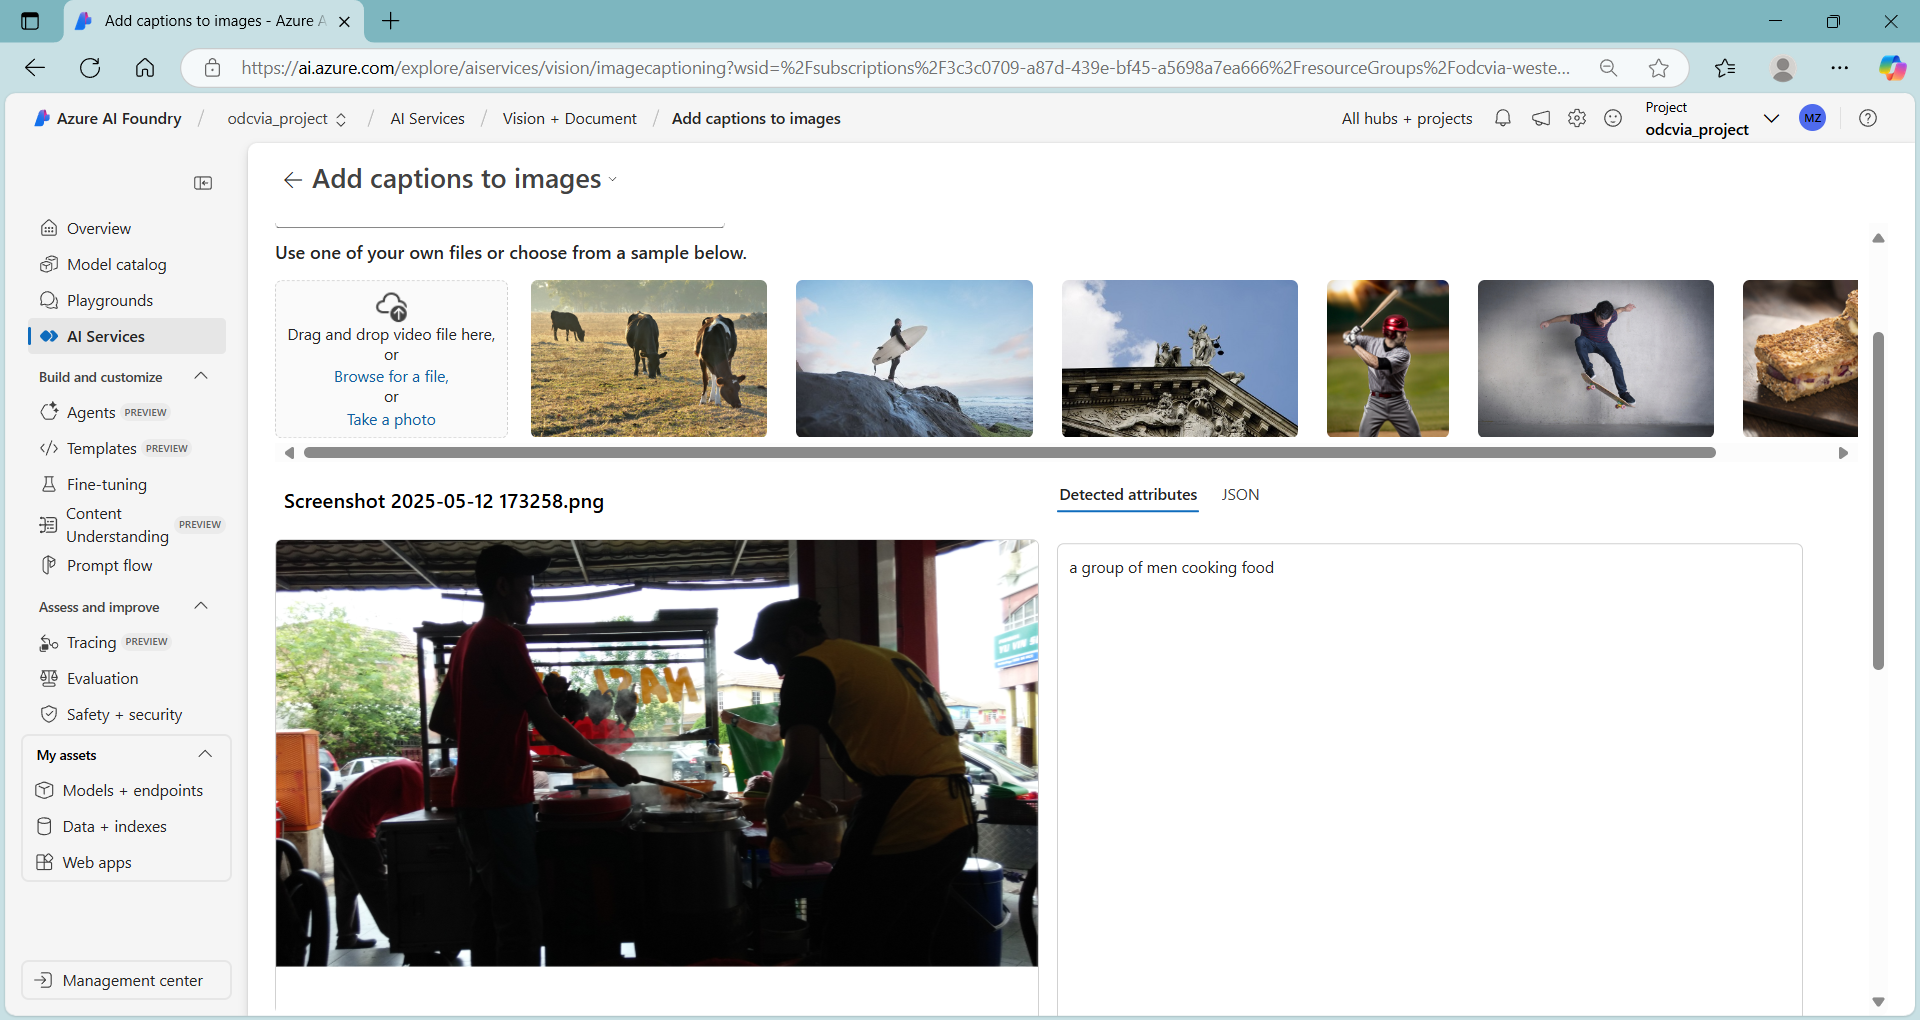 Add captions to images - Azure A
https://ai.azure.com/explore/aiservices/vision/imagecaptioning?wsid=%2Fsubscriptions%2F3c3c0709-a87d-439e-bf45-a5698a7ea666%2FresourceGroups%2Fodcvia-weste...
Azure AI Foundry / odcvia_project / AI Services / Vision + Document / Add captions to images
All hubs + projects
Project
odcvia_project
MZ
Add captions to images
Overview
Model catalog
Playgrounds
AI Services
Build and customize
Agents PREVIEW
Templates PREVIEW
Fine-tuning
Content
Understanding PREVIEW
Prompt flow
Assess and improve
Tracing PREVIEW
Evaluation
Safety + security
My assets
Models + endpoints
Data + indexes
Web apps
Management center
Use one of your own files or choose from a sample below.
Drag and drop video file here,
or
Browse for a file,
or
Take a photo
Screenshot 2025-05-12 173258.png
NASI
Detected attributes
JSON
a group of men cooking food